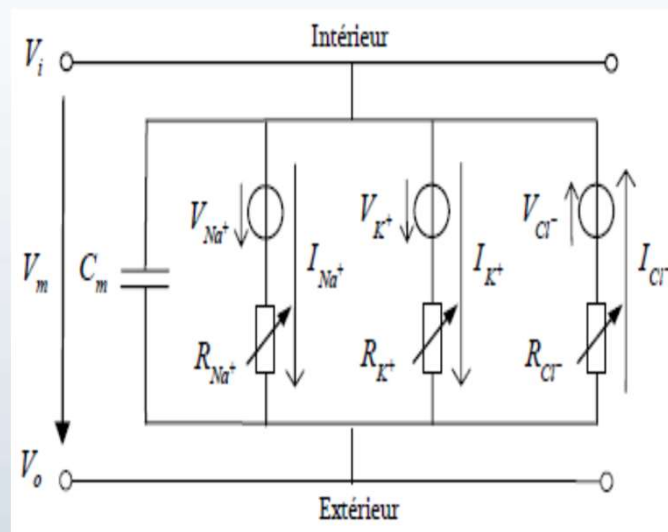 Intérieur
V_i
V_Na+
V_K+
V_Cl-
V_m
C_m
I_Na+
I_K+
I_Cl-
R_Na+
R_K+
R_Cl-
V_o
Extérieur